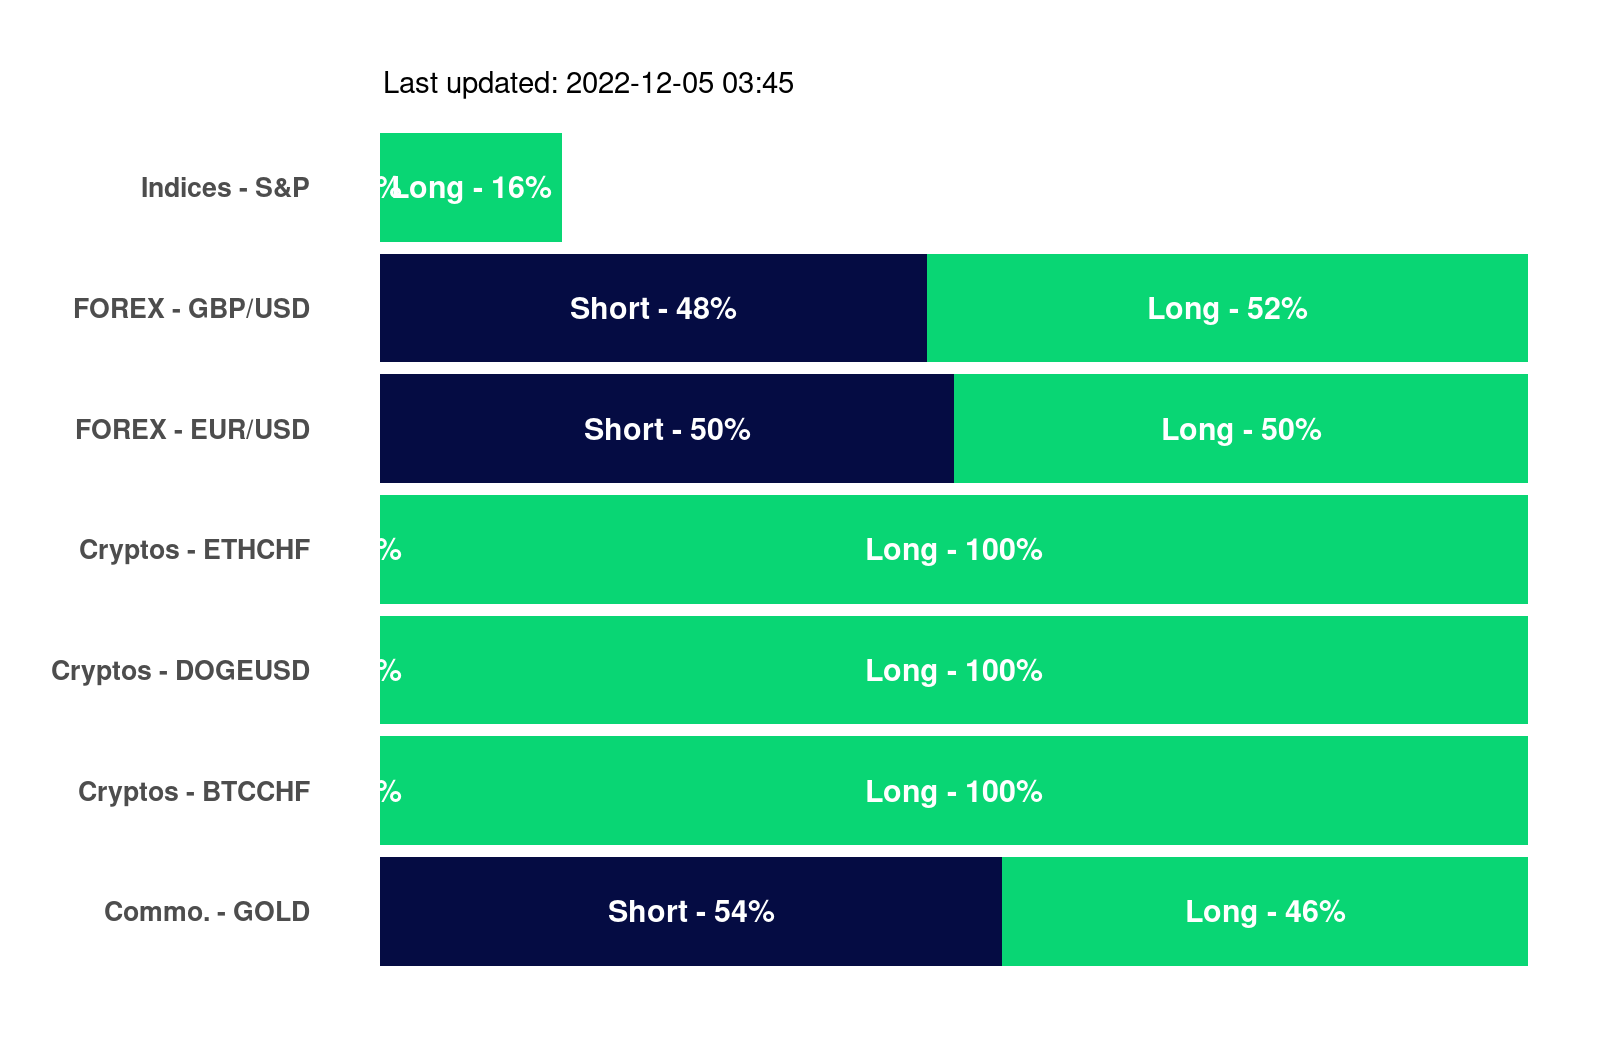 Last updated: 2022-12-05 03:45
Indices - S&P % Long - 16%
FOREX - GBP/USD Short - 48% Long - 52%
FOREX - EUR/USD Short - 50% Long - 50%
Cryptos - ETHCHF % Long - 100%
Cryptos - DOGEUSD % Long - 100%
Cryptos - BTCCHF % Long - 100%
Commo. - GOLD Short - 54% Long - 46%